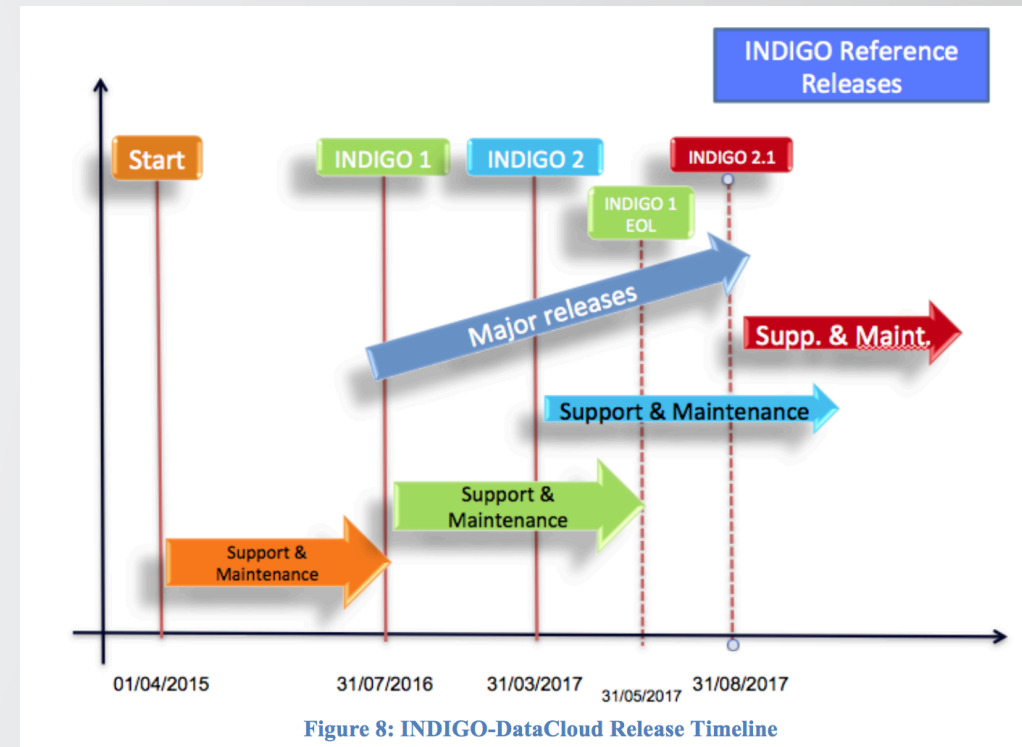 INDIGO Reference
Releases
Start
INDIGO 1
INDIGO 2
INDIGO 2.1
INDIGO 1
EOL
Major releases
Supp. & Maint.
Support & Maintenance
Support &
Maintenance
Support &
Maintenance
01/04/2015
31/07/2016
31/03/2017
31/05/2017
31/08/2017
Figure 8: INDIGO-DataCloud Release Timeline